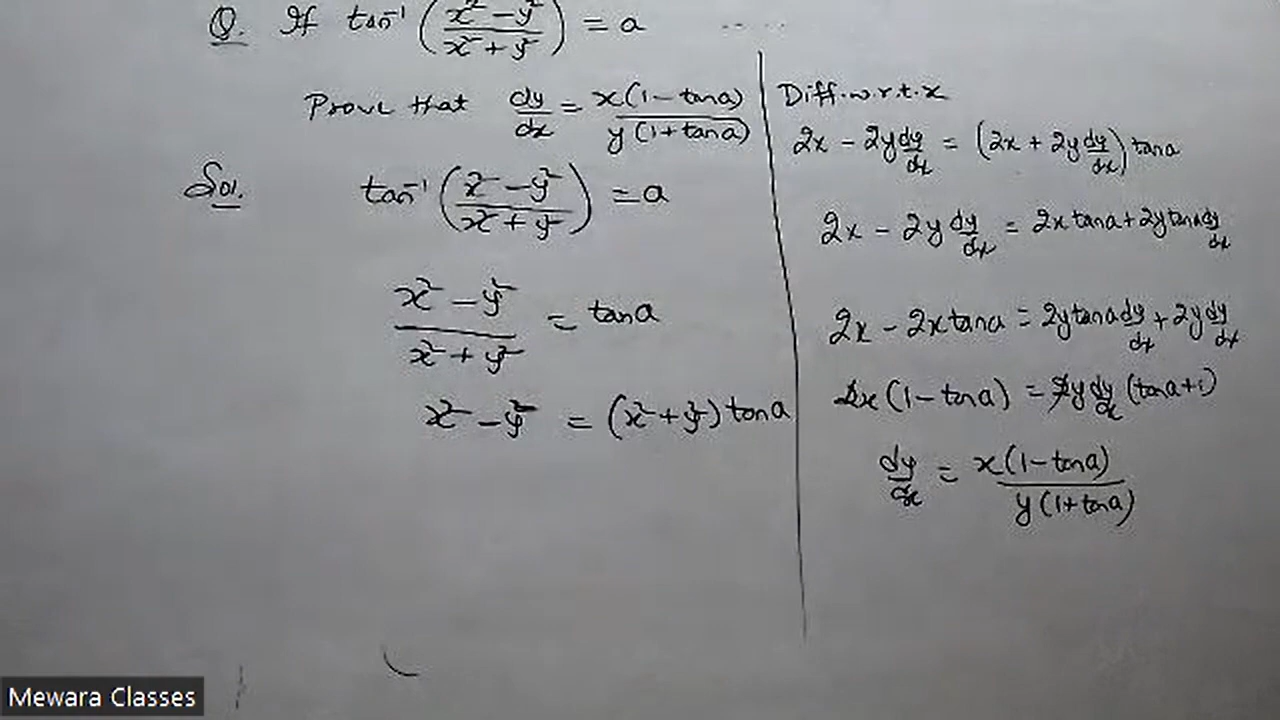 Q. If tan⁻¹ ((x² − y²)/(x² + y²)) = a
Prove that dy/dx = x(1 − tan a)/y(1 + tan a)
Sol. tan⁻¹ ((x² − y²)/(x² + y²)) = a
(x² − y²)/(x² + y²) = tan a
x² − y² = (x² + y²) tan a
Diff. w.r.t. x
2x − 2y dy/dx = (2x + 2y dy/dx) tan a
2x − 2y dy/dx = 2x tan a + 2y tan a dy/dx
2x − 2x tan a = 2y tan a dy/dx + 2y dy/dx
2x (1 − tan a) = 2y dy/dx (tan a + 1)
dy/dx = x(1 − tan a)/y(1 + tan a)
Mewara Classes